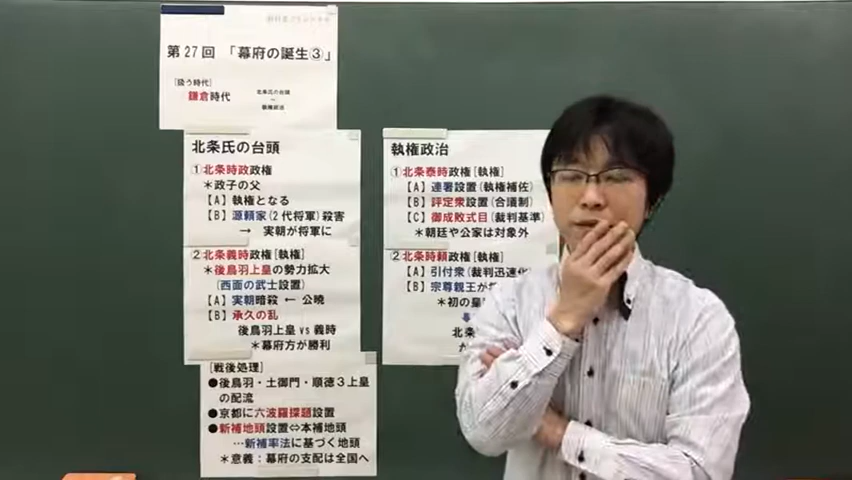 第27回 「幕府の誕生③」
［扱う時代］
鎌倉時代
北条氏の台頭
～
執権政治
北条氏の台頭
①北条時政政権
＊政子の父
【A】執権となる
【B】源頼家(2代将軍)殺害
→ 実朝が将軍に
②北条義時政権［執権］
＊後鳥羽上皇の勢力拡大
(西面の武士設置)
【A】実朝暗殺 ← 公暁
【B】承久の乱
後鳥羽上皇 vs 義時
＊幕府方が勝利
［戦後処理］
●後鳥羽・土御門・順徳3上皇
の配流
●京都に六波羅探題設置
●新補地頭設置⇔本補地頭
…新補率法に基づく地頭
＊意義：幕府の支配は全国へ
執権政治
①北条泰時政権［執権］
【A】連署設置(執権補佐)
【B】評定衆設置(合議制)
【C】御成敗式目(裁判基準)
＊朝廷や公家は対象外
②北条時頼政権［執権］
【A】引付衆(裁判迅速化
【B】宗尊親王が
＊初の皇
↓
北条